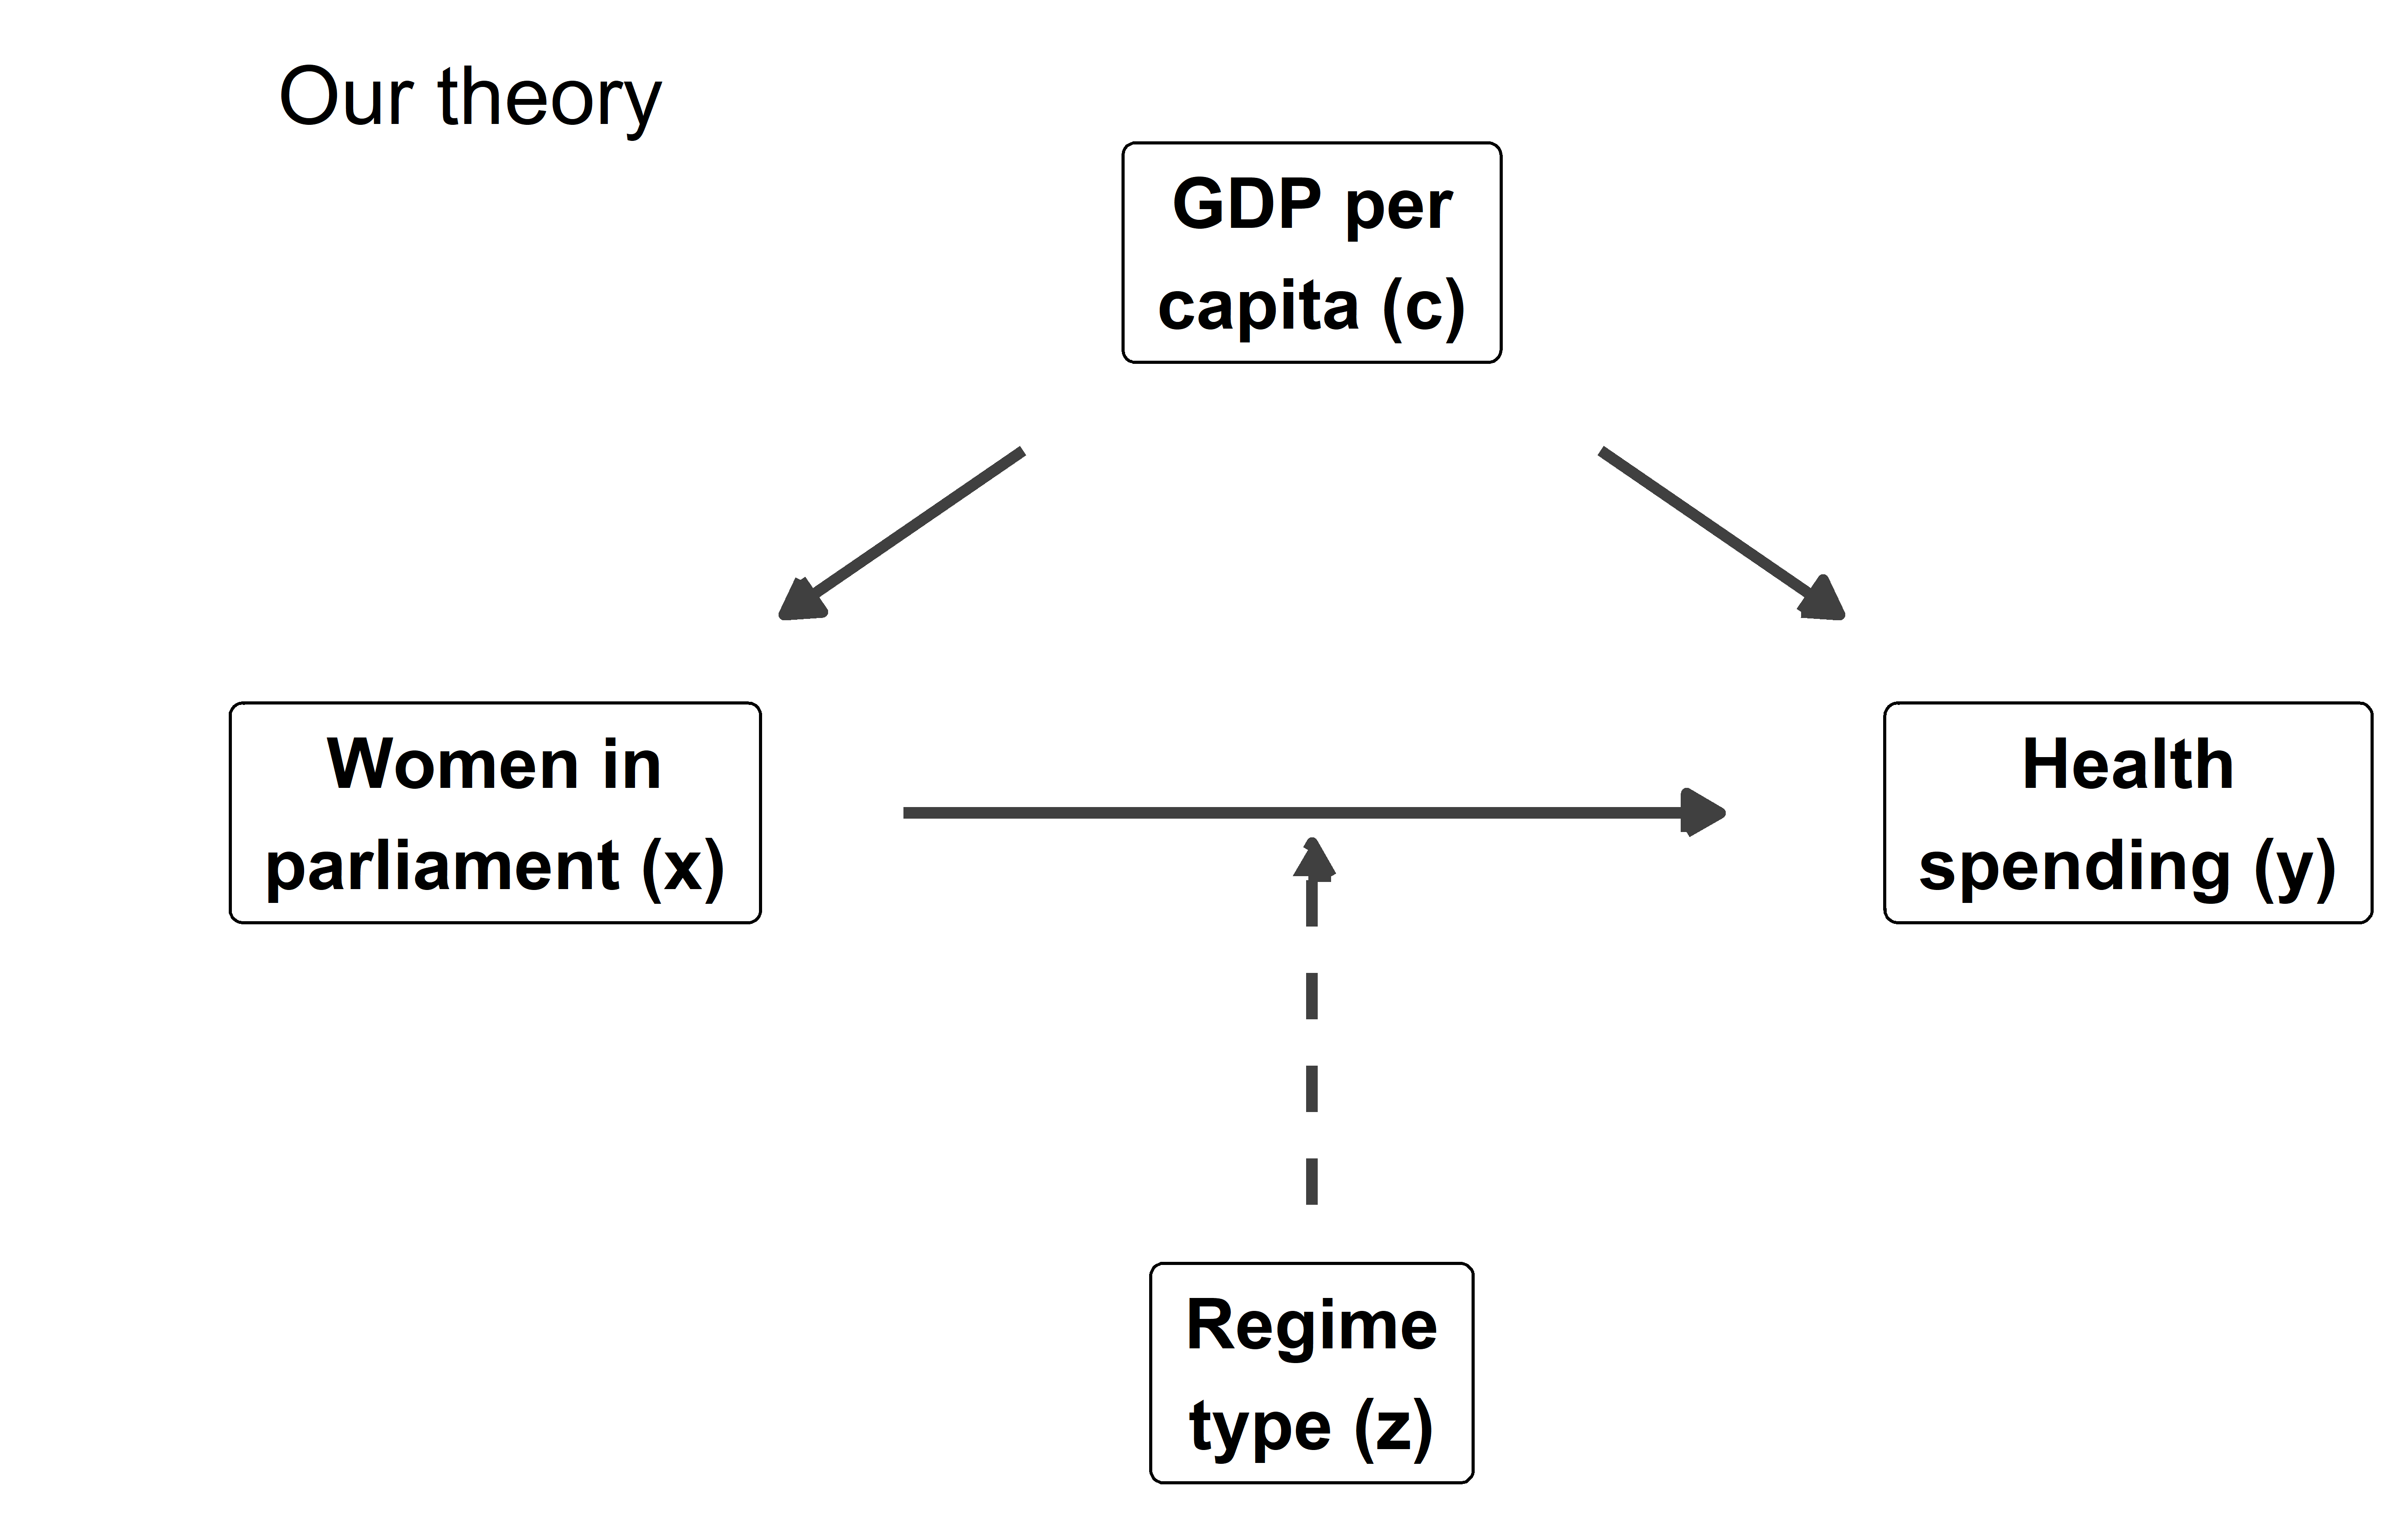 Our theory
GDP per
capita (c)
Women in
parliament (x)
Health
spending (y)
Regime
type (z)